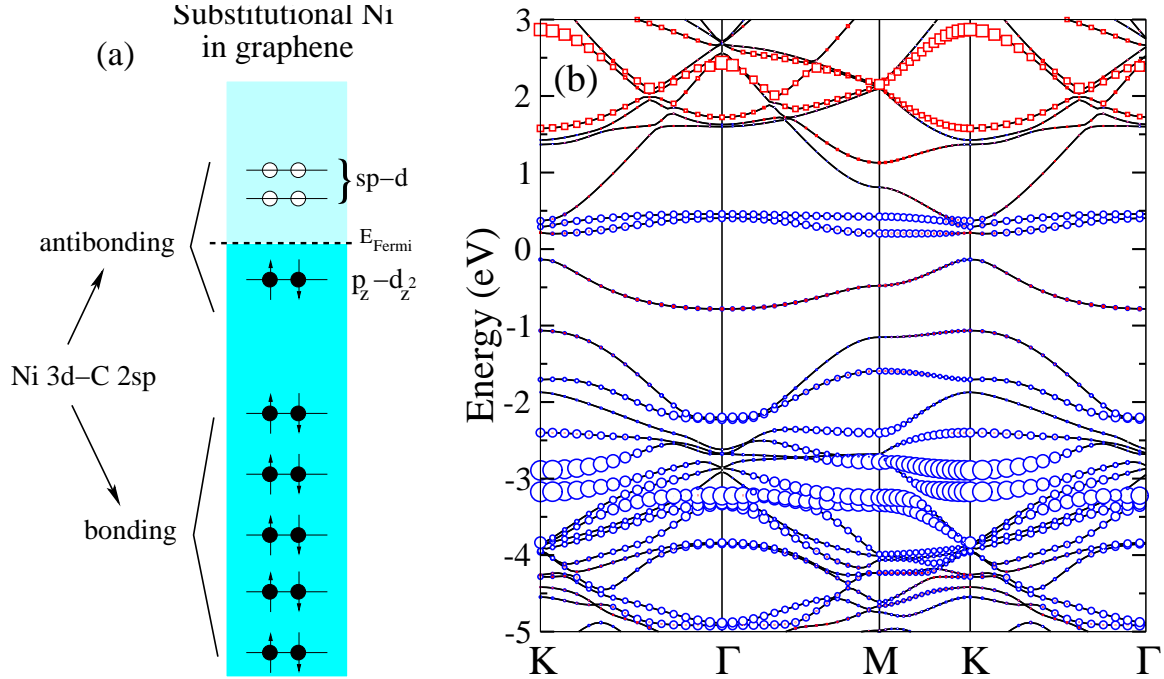 Substitutional Ni
in graphene
(a)
sp−d
antibonding
E_Fermi
p_z−d_z²
Ni 3d−C 2sp
bonding
(b)
Energy (eV)
3
2
1
0
-1
-2
-3
-4
-5
K Γ M K Γ